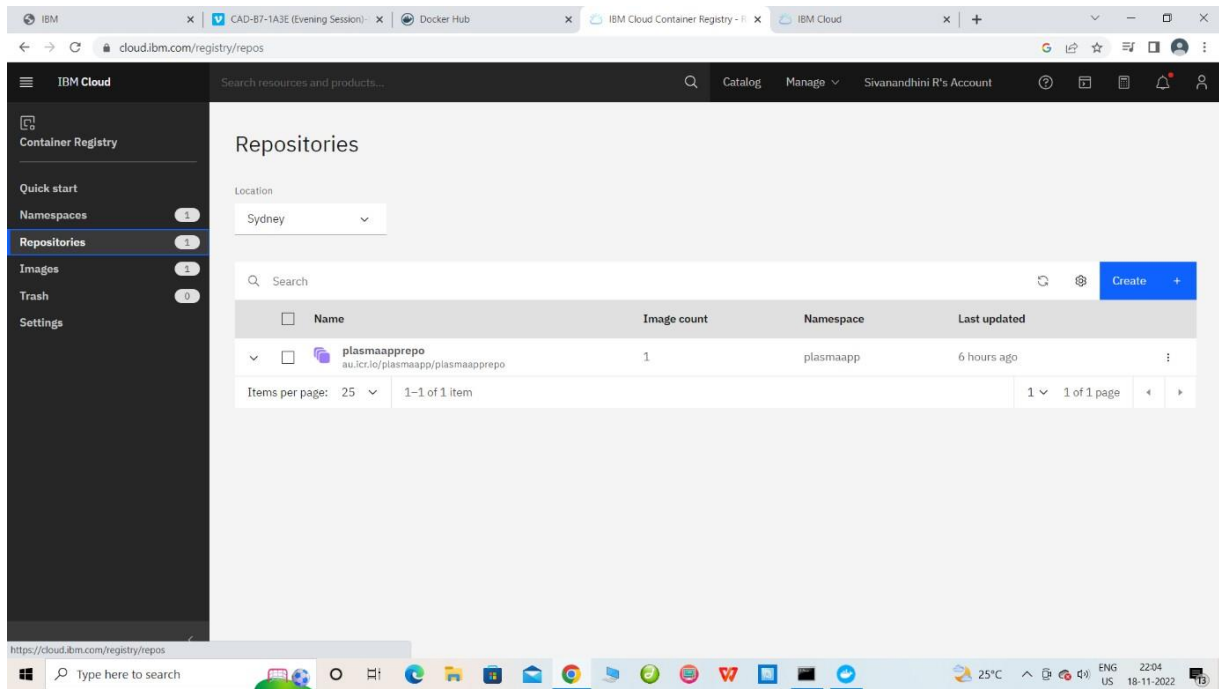 IBM
CAD-B7-1A3E (Evening Session)-
Docker Hub
IBM Cloud Container Registry - R
IBM Cloud
cloud.ibm.com/registry/repos
IBM Cloud
Search resources and products...
Catalog
Manage
Sivanandhini R's Account
Container Registry
Quick start
Namespaces 1
Repositories 1
Images 1
Trash 0
Settings
Repositories
Location
Sydney
Search
Create +
Name Image count Namespace Last updated
plasmaapprepo 1 plasmaapp 6 hours ago
au.icr.io/plasmaapp/plasmaapprepo
Items per page: 25 1–1 of 1 item 1 1 of 1 page
https://cloud.ibm.com/registry/repos
Type here to search
25°C
ENG
US
22:04
18-11-2022
13